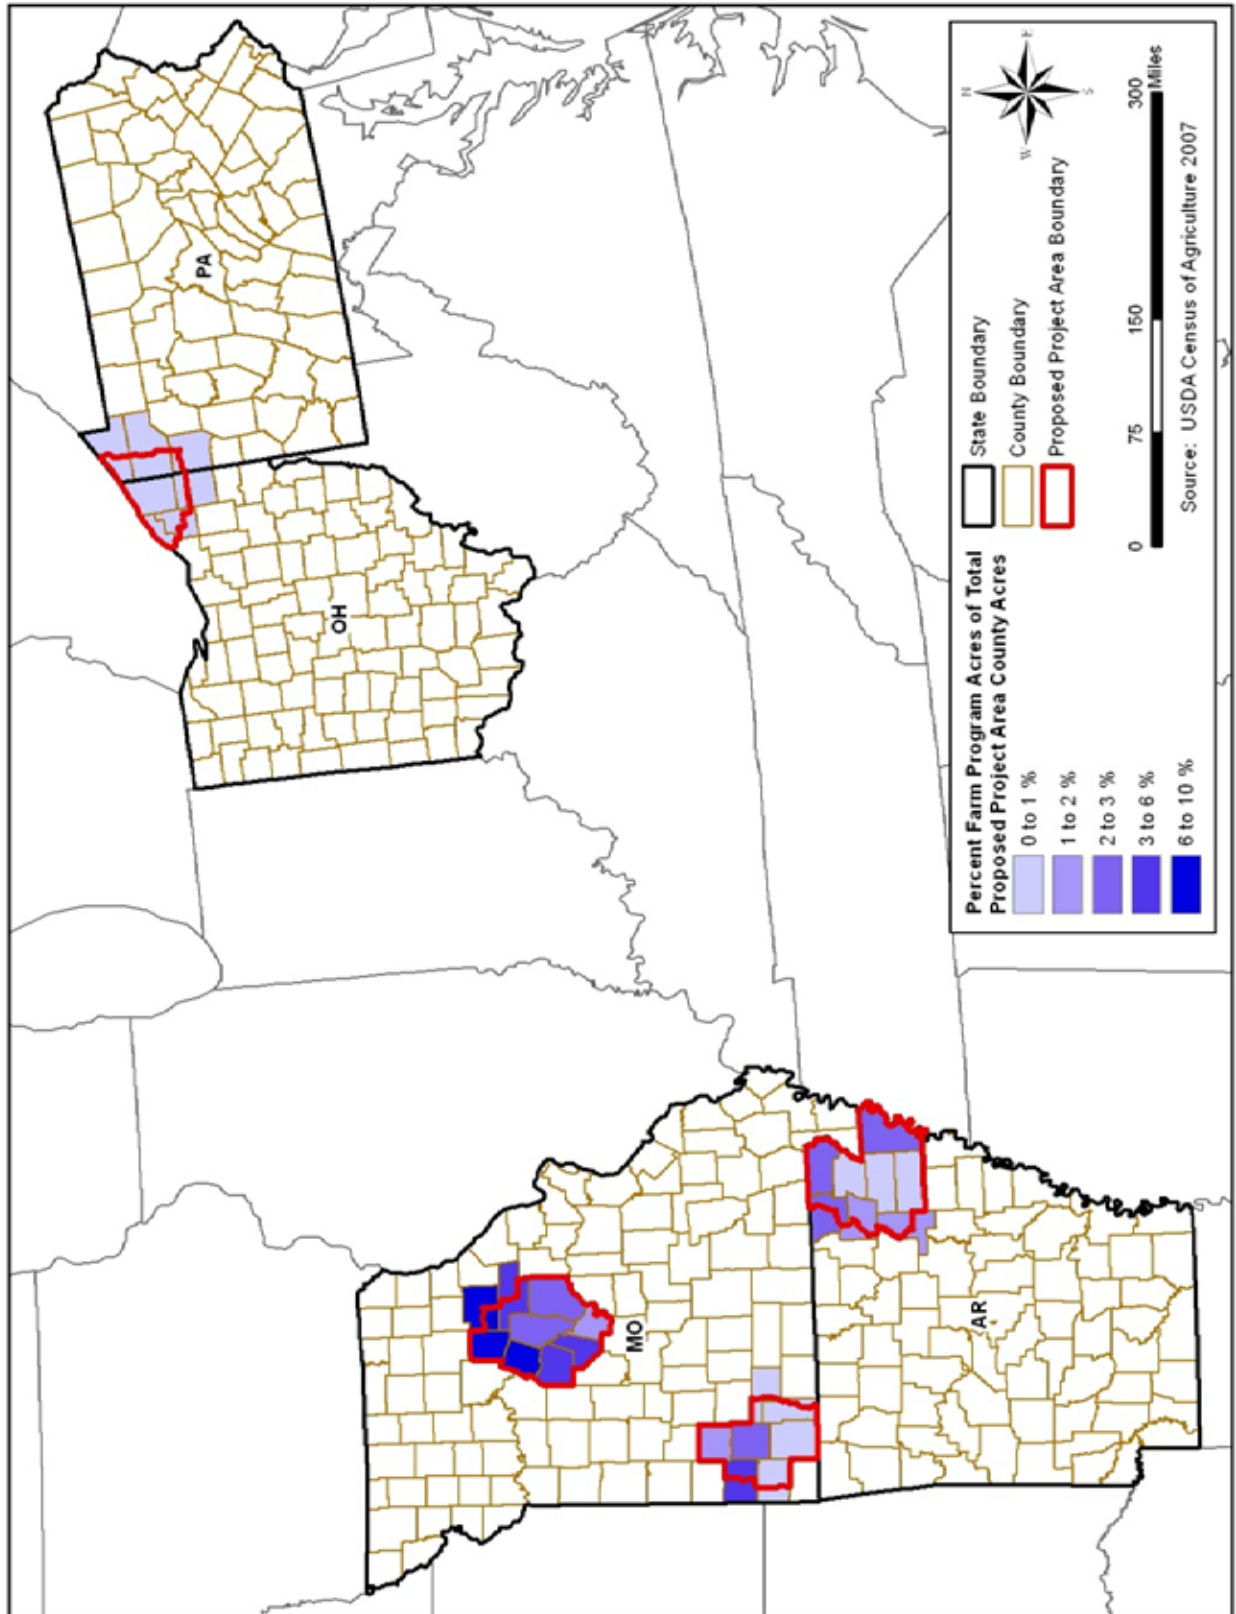 PA
OH
MO
AR
Percent Farm Program Acres of Total
Proposed Project Area County Acres
0 to 1 %
1 to 2 %
2 to 3 %
3 to 6 %
6 to 10 %
State Boundary
County Boundary
Proposed Project Area Boundary
N
W
E
S
0 75 150 300
Miles
Source: USDA Census of Agriculture 2007